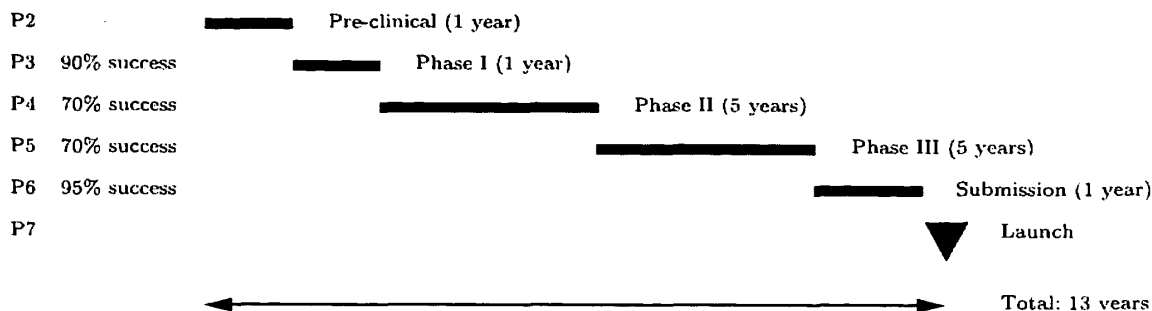 P2 Pre-clinical (1 year)
P3 90% success Phase I (1 year)
P4 70% success Phase II (5 years)
P5 70% success Phase III (5 years)
P6 95% success Submission (1 year)
P7 Launch
Total: 13 years